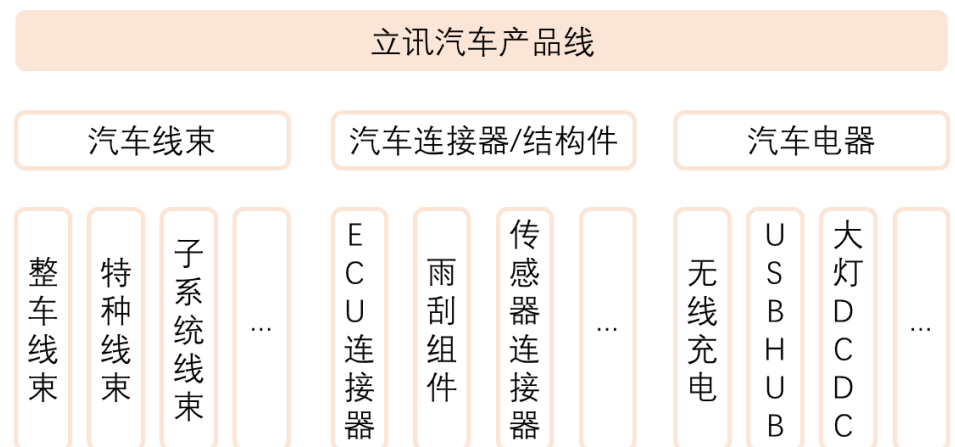 立讯汽车产品线
汽车线束
汽车连接器/结构件
汽车电器
整车线束
特种线束
子系统线束
...
ECU连接器
雨刮组件
传感器连接器
...
无线充电
USBHUB
大灯DCDC
...